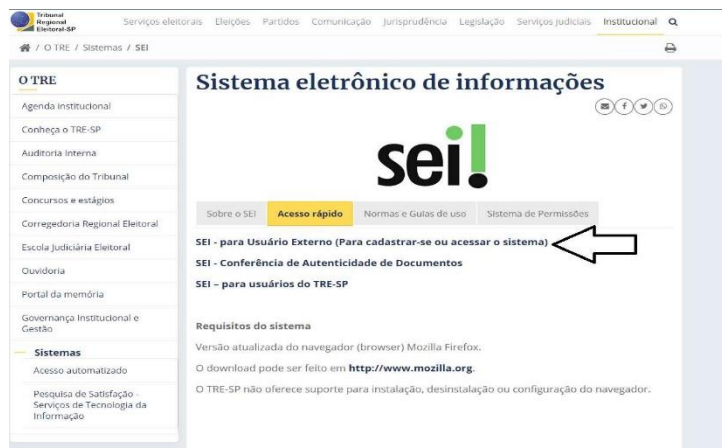 Tribunal
Regional
Eleitoral-SP
Serviços eleitorais Eleições Partidos Comunicação Jurisprudência Legislação Serviços judiciais Institucional
/ O TRE / Sistemas / SEI
O TRE
Agenda institucional
Conheça o TRE-SP
Auditoria Interna
Composição do Tribunal
Concursos e estágios
Corregedoria Regional Eleitoral
Escola Judiciária Eleitoral
Ouvidoria
Portal da memória
Governança Institucional e
Gestão
Sistemas
Acesso automatizado
Pesquisa de Satisfação -
Serviços de Tecnologia da
Informação
Sistema eletrônico de informações
sei!
Sobre o SEI Acesso rápido Normas e Guias de uso Sistema de Permissões
SEI - para Usuário Externo (Para cadastrar-se ou acessar o sistema)
SEI - Conferência de Autenticidade de Documentos
SEI – para usuários do TRE-SP
Requisitos do sistema
Versão atualizada do navegador (browser) Mozilla Firefox.
O download pode ser feito em http://www.mozilla.org.
O TRE-SP não oferece suporte para instalação, desinstalação ou configuração do navegador.